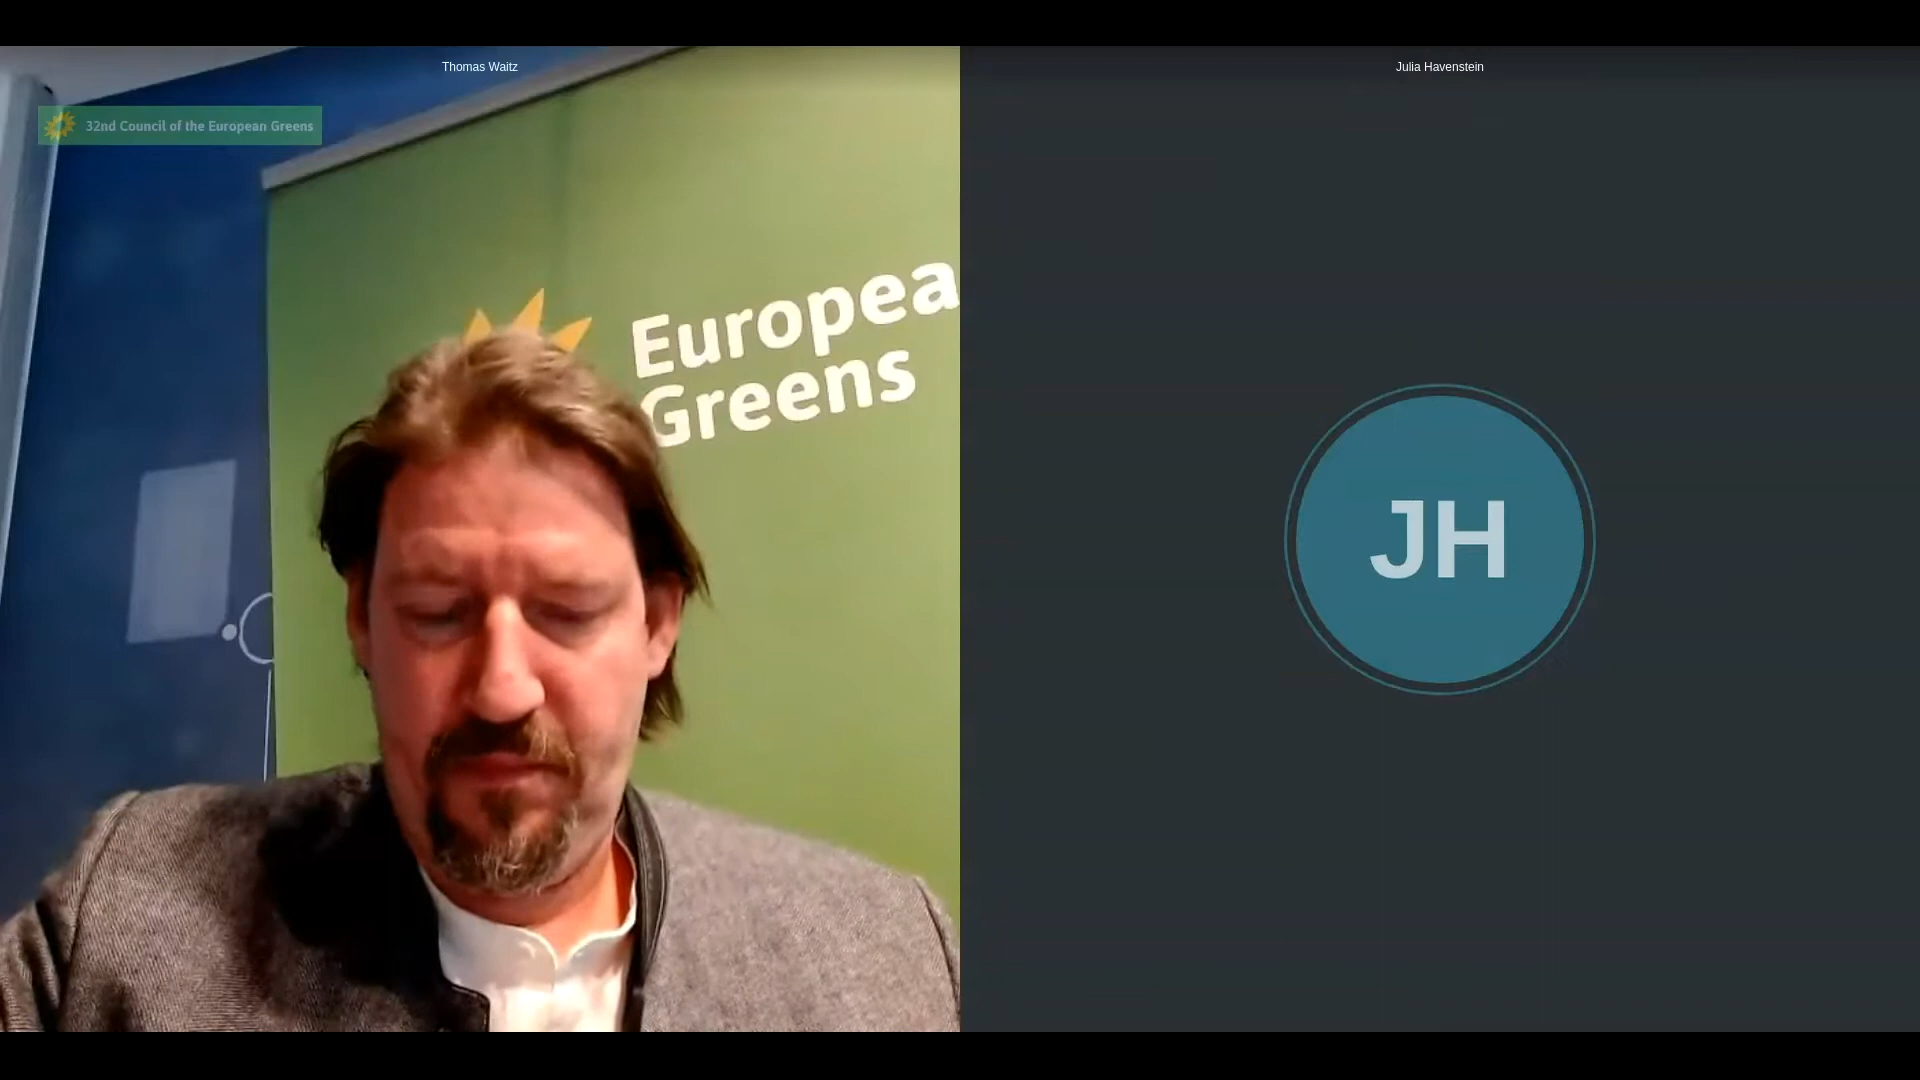 Thomas Waitz
Julia Havenstein
32nd Council of the European Greens
Europea
Greens
JH